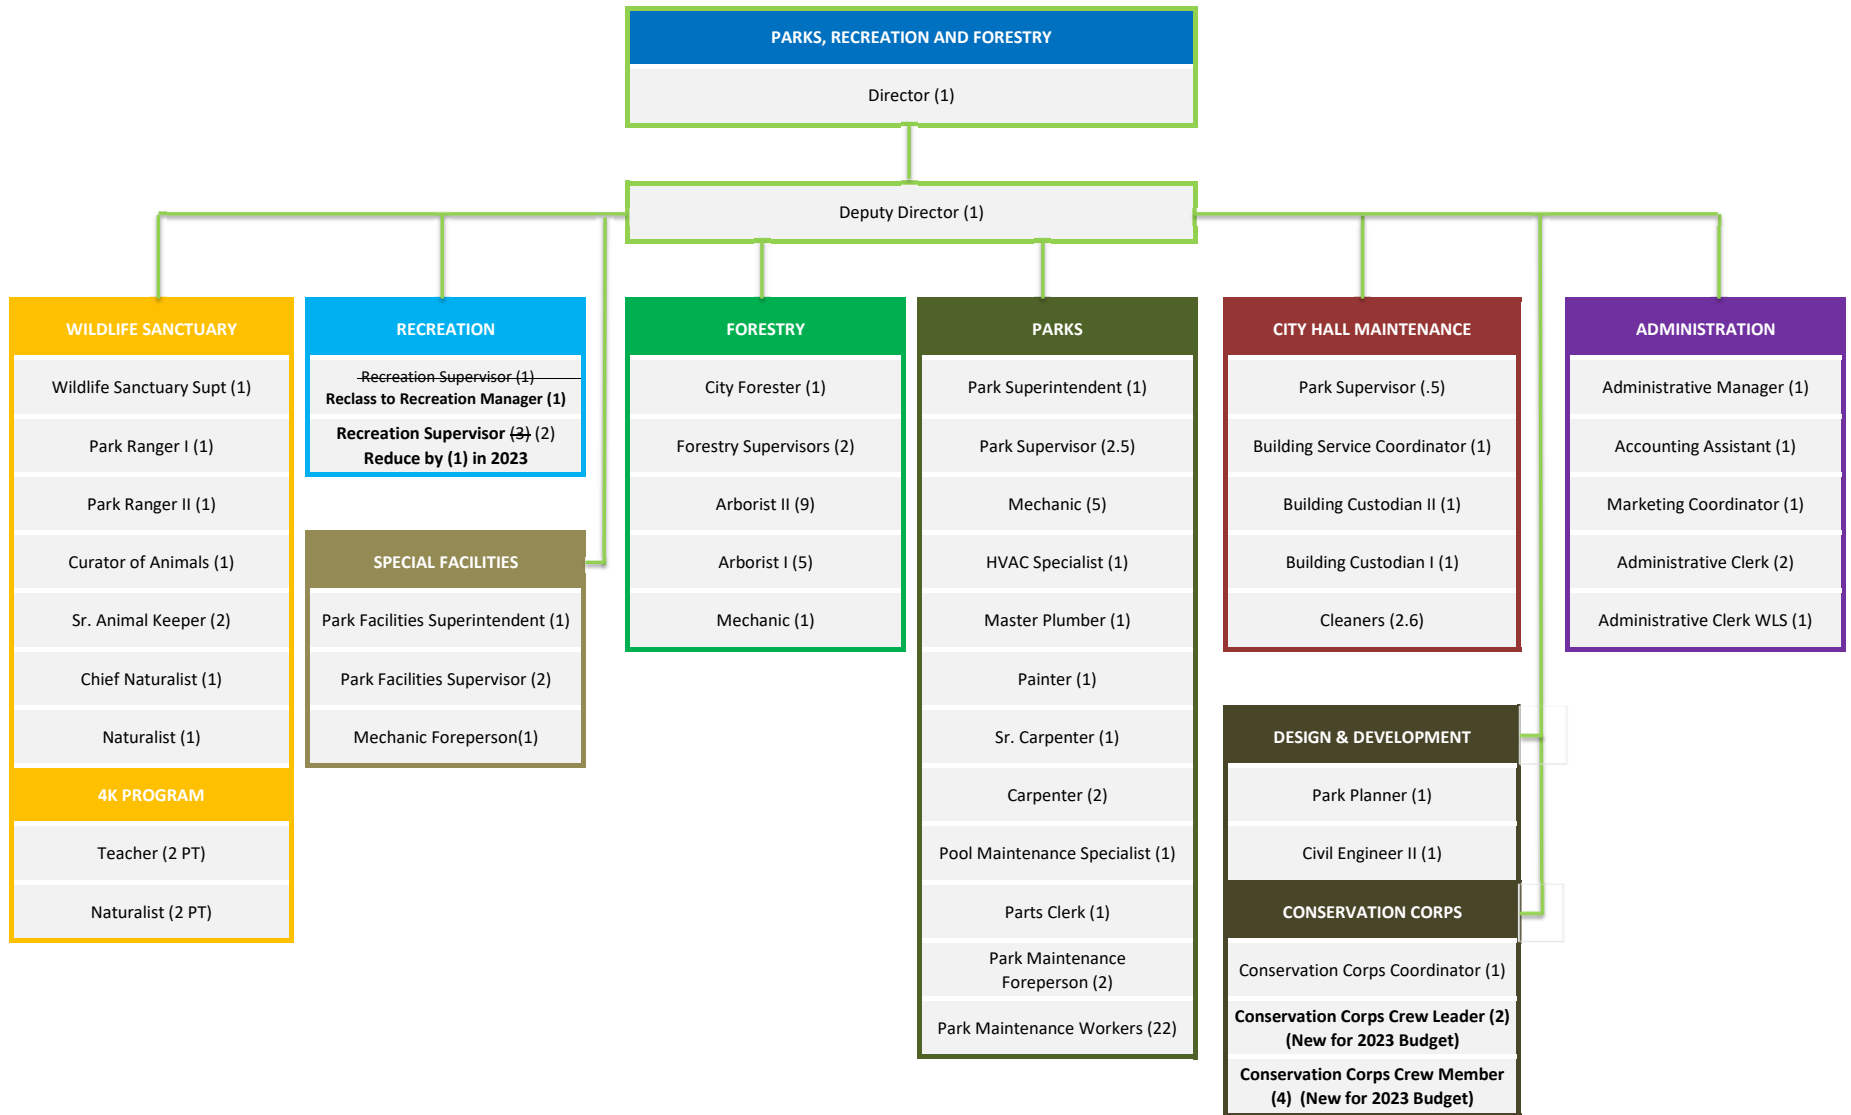 PARKS, RECREATION AND FORESTRY
Director (1)
Deputy Director (1)
WILDLIFE SANCTUARY
Wildlife Sanctuary Supt (1)
Park Ranger I (1)
Park Ranger II (1)
Curator of Animals (1)
Sr. Animal Keeper (2)
Chief Naturalist (1)
Naturalist (1)
4K PROGRAM
Teacher (2 PT)
Naturalist (2 PT)
RECREATION
Recreation Supervisor (1)
Reclass to Recreation Manager (1)
Recreation Supervisor (3) (2)
Reduce by (1) in 2023
SPECIAL FACILITIES
Park Facilities Superintendent (1)
Park Facilities Supervisor (2)
Mechanic Foreperson(1)
FORESTRY
City Forester (1)
Forestry Supervisors (2)
Arborist II (9)
Arborist I (5)
Mechanic (1)
PARKS
Park Superintendent (1)
Park Supervisor (2.5)
Mechanic (5)
HVAC Specialist (1)
Master Plumber (1)
Painter (1)
Sr. Carpenter (1)
Carpenter (2)
Pool Maintenance Specialist (1)
Parts Clerk (1)
Park Maintenance
Foreperson (2)
Park Maintenance Workers (22)
CITY HALL MAINTENANCE
Park Supervisor (.5)
Building Service Coordinator (1)
Building Custodian II (1)
Building Custodian I (1)
Cleaners (2.6)
DESIGN & DEVELOPMENT
Park Planner (1)
Civil Engineer II (1)
CONSERVATION CORPS
Conservation Corps Coordinator (1)
Conservation Corps Crew Leader (2)
(New for 2023 Budget)
Conservation Corps Crew Member
(4) (New for 2023 Budget)
ADMINISTRATION
Administrative Manager (1)
Accounting Assistant (1)
Marketing Coordinator (1)
Administrative Clerk (2)
Administrative Clerk WLS (1)